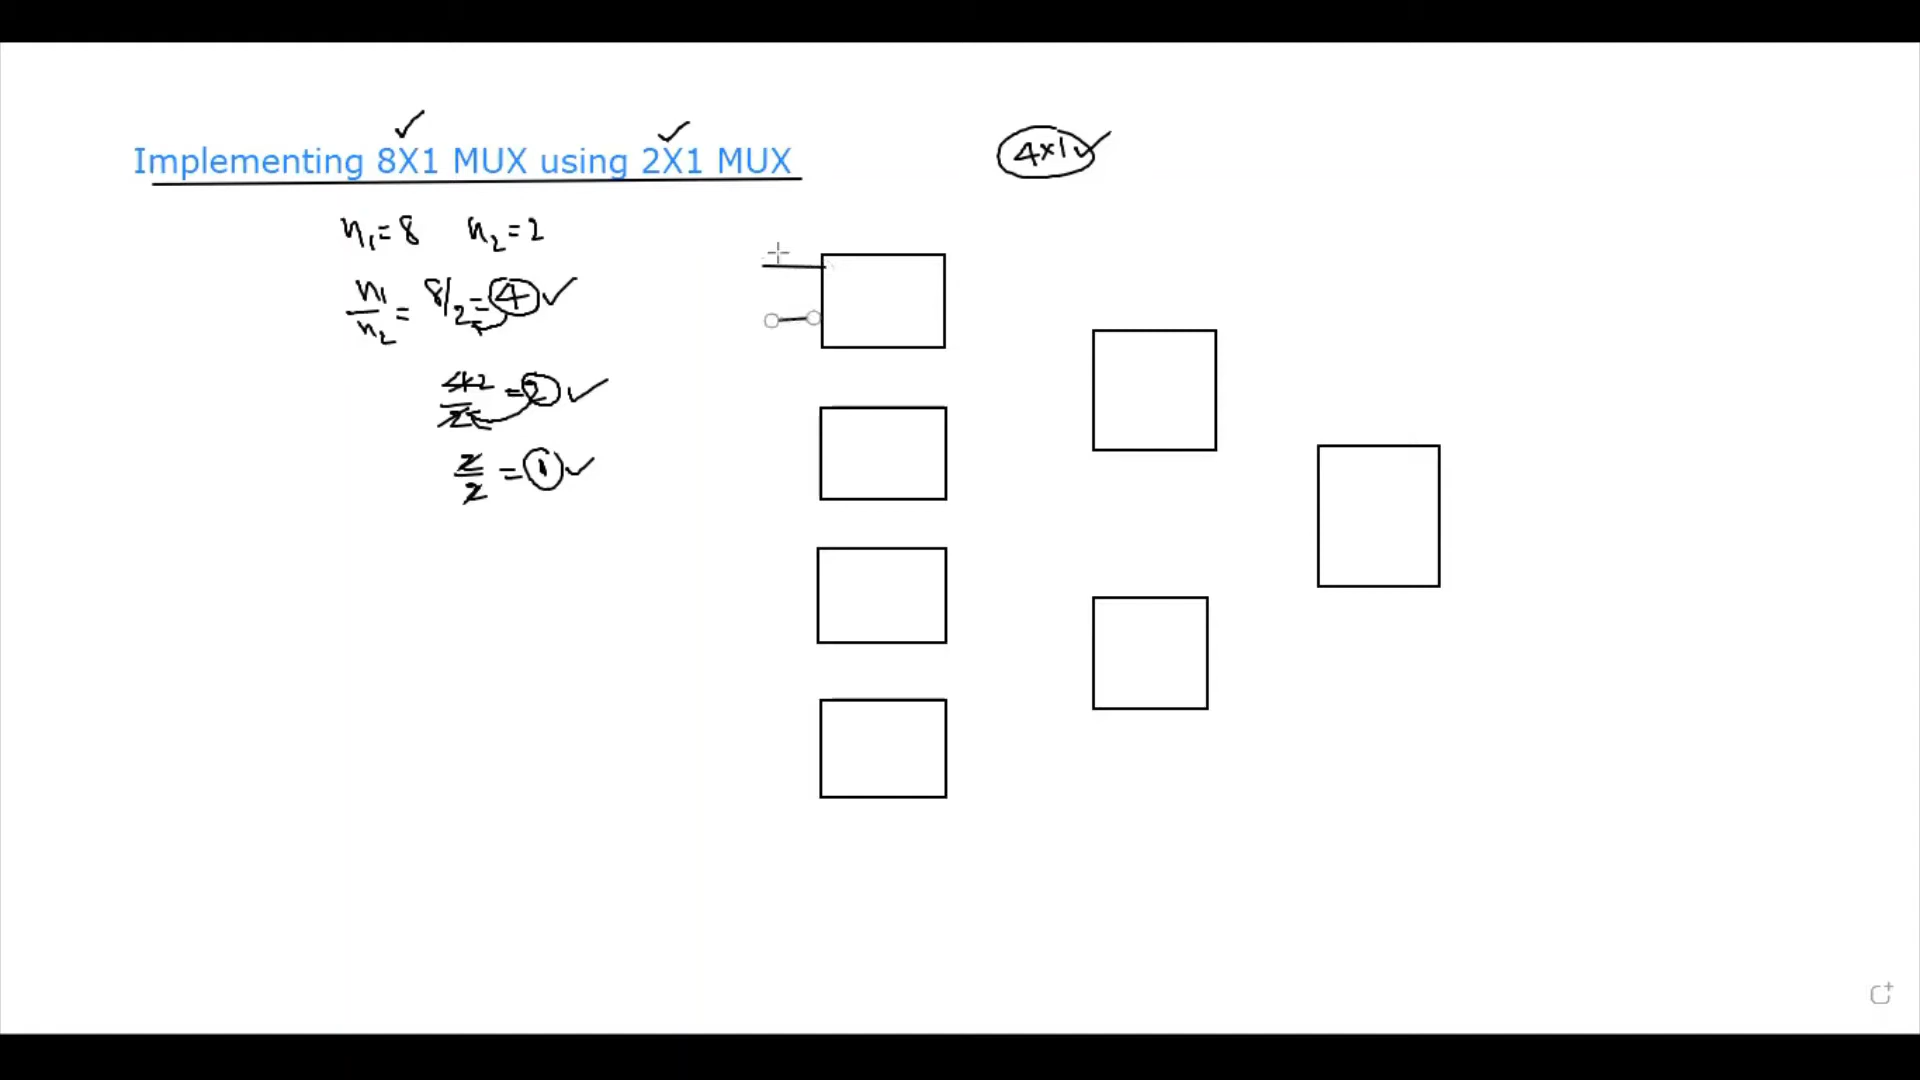 Implementing 8X1 MUX using 2X1 MUX
4x1
n1=8 n2=2
n1/n2 = 8/2=4
=2
2/2=1